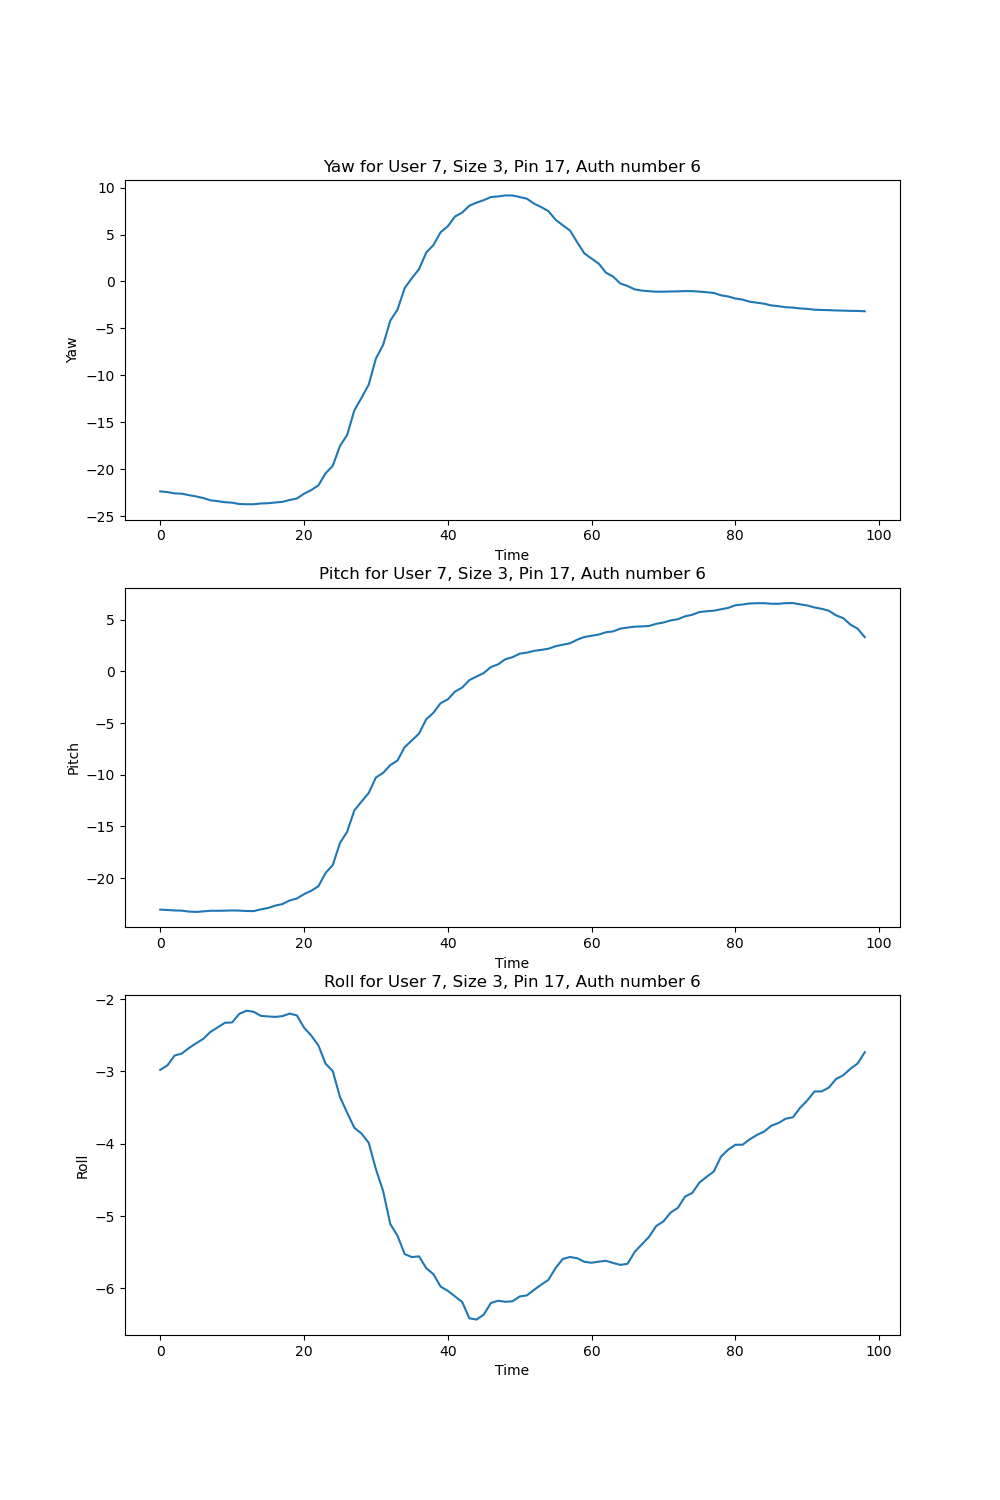 Yaw for User 7, Size 3, Pin 17, Auth number 6
10
5
0
−5
−10
−15
−20
−25
Yaw
0 20 40 60 80 100
Time
Pitch for User 7, Size 3, Pin 17, Auth number 6
5
0
−5
−10
−15
−20
Pitch
0 20 40 60 80 100
Time
Roll for User 7, Size 3, Pin 17, Auth number 6
−2
−3
−4
−5
−6
Roll
0 20 40 60 80 100
Time